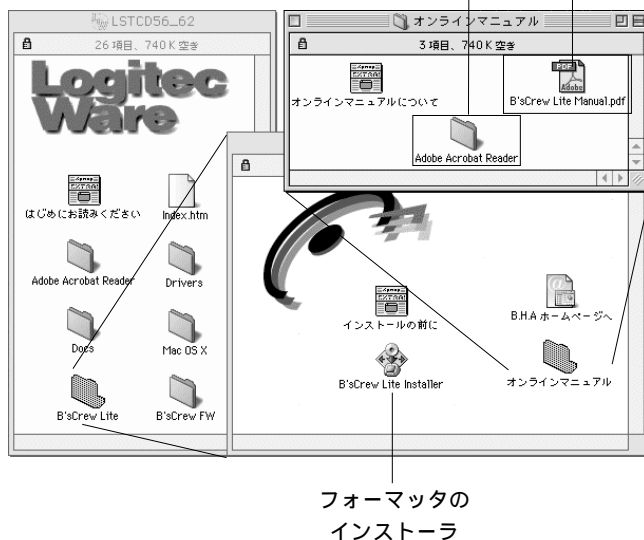 LSTCD56_62
26 項目、740 K 空き
Logitec
Ware
はじめにお読みください
Index.htm
Adobe Acrobat Reader
Drivers
Docs
Mac OS X
B'sCrew Lite
B'sCrew FW
オンラインマニュアル
3 項目、740 K 空き
オンラインマニュアルについて
PDF
Adobe
B'sCrew Lite Manual.pdf
Adobe Acrobat Reader
インストールの前に
B.H.A ホームページへ
B'sCrew Lite Installer
オンラインマニュアル
フォーマッタの
インストーラ